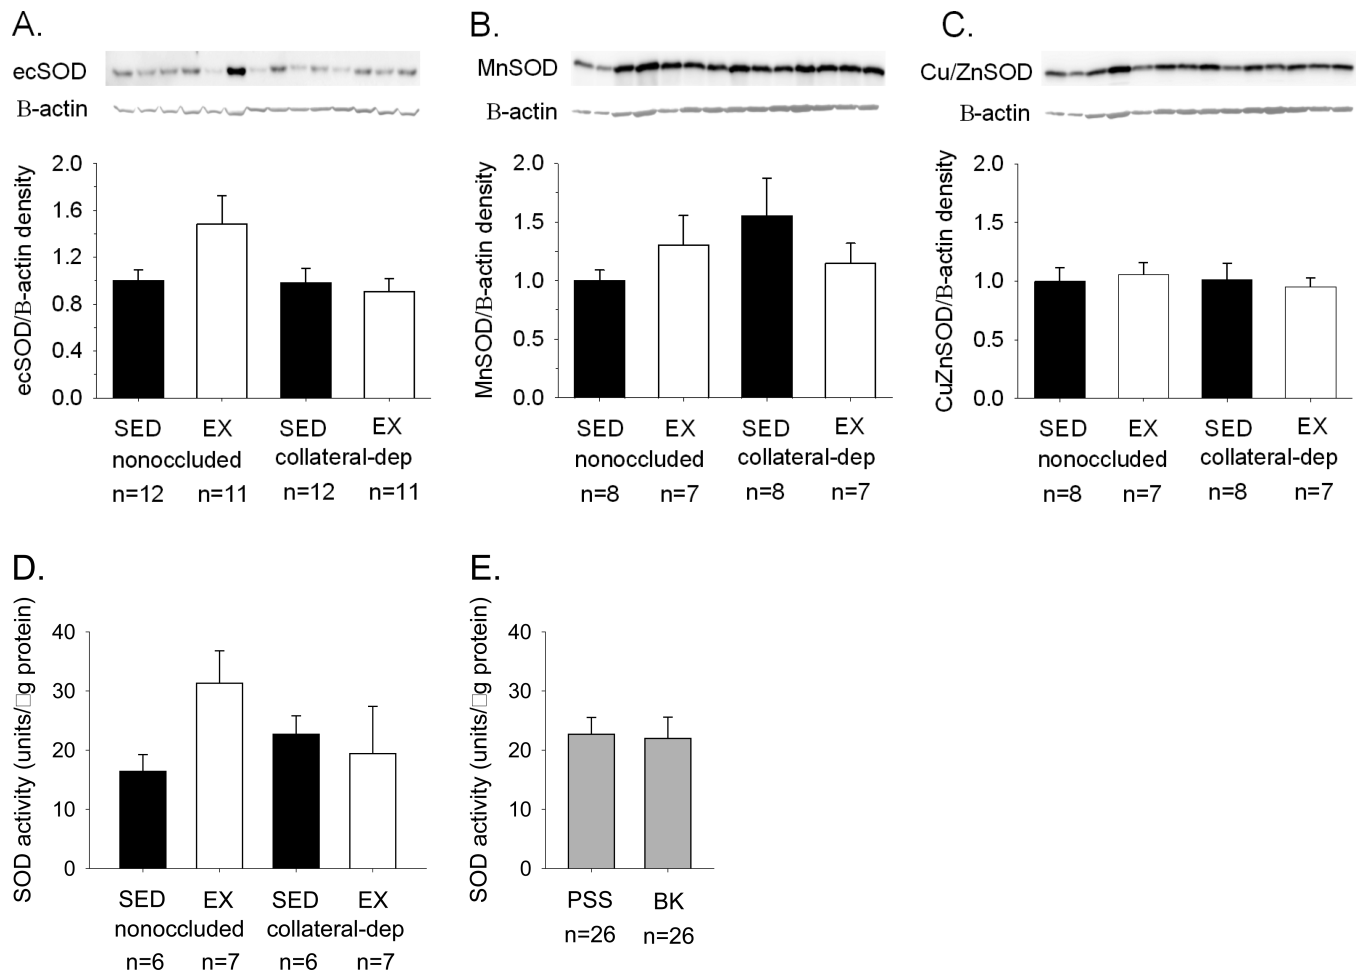 A.
ecSOD
B-actin
ecSOD/B-actin density
2.0
1.6
1.2
0.8
0.4
0.0
SED EX SED EX
nonoccluded collateral-dep
n=12 n=11 n=12 n=11
B.
MnSOD
B-actin
MnSOD/B-actin density
2.0
1.5
1.0
0.5
0.0
SED EX SED EX
nonoccluded collateral-dep
n=8 n=7 n=8 n=7
C.
Cu/ZnSOD
B-actin
CuZnSOD/B-actin density
2.0
1.5
1.0
0.5
0.0
SED EX SED EX
nonoccluded collateral-dep
n=8 n=7 n=8 n=7
D.
SOD activity (units/□g protein)
40
30
20
10
0
SED EX SED EX
nonoccluded collateral-dep
n=6 n=7 n=6 n=7
E.
SOD activity (units/□g protein)
40
30
20
10
0
PSS BK
n=26 n=26